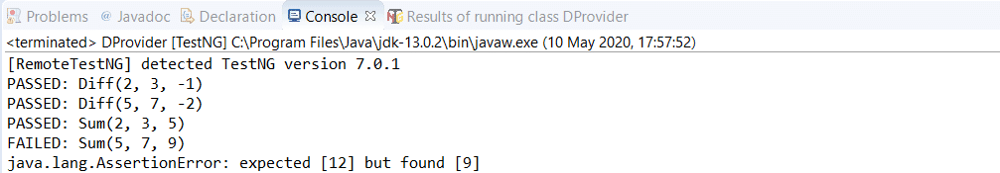 Problems @ Javadoc Declaration Console Results of running class DProvider
<terminated> DProvider [TestNG] C:\Program Files\Java\jdk-13.0.2\bin\javaw.exe (10 May 2020, 17:57:52)
[RemoteTestNG] detected TestNG version 7.0.1
PASSED: Diff(2, 3, -1)
PASSED: Diff(5, 7, -2)
PASSED: Sum(2, 3, 5)
FAILED: Sum(5, 7, 9)
java.lang.AssertionError: expected [12] but found [9]